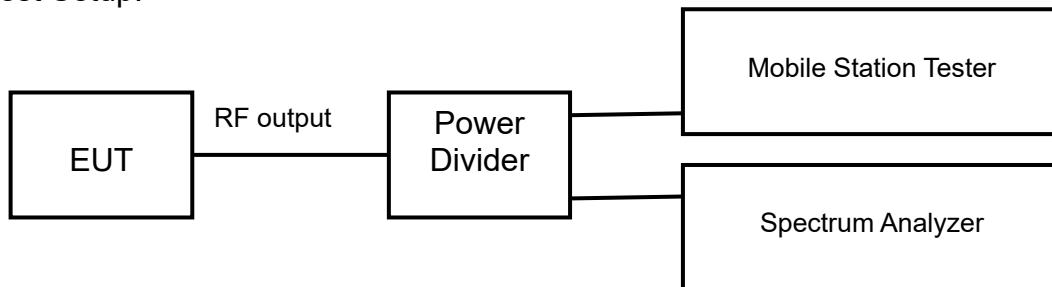 Mobile Station Tester
RF output
EUT
Power
Divider
Spectrum Analyzer